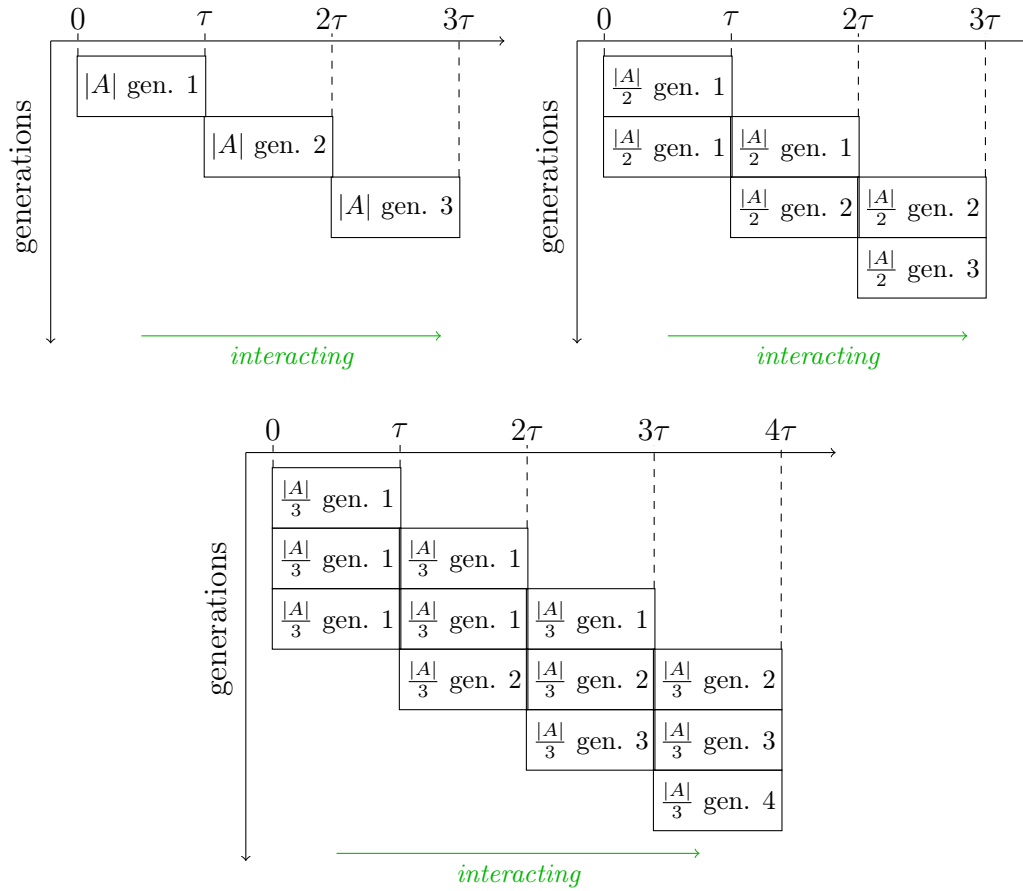 0 τ 2τ 3τ
generations
|A| gen. 1
|A| gen. 2
|A| gen. 3
interacting
0 τ 2τ 3τ
generations
|A|/2 gen. 1
|A|/2 gen. 1 |A|/2 gen. 1
|A|/2 gen. 2 |A|/2 gen. 2
|A|/2 gen. 3
interacting
0 τ 2τ 3τ 4τ
generations
|A|/3 gen. 1
|A|/3 gen. 1 |A|/3 gen. 1
|A|/3 gen. 1 |A|/3 gen. 1 |A|/3 gen. 1
|A|/3 gen. 2 |A|/3 gen. 2 |A|/3 gen. 2
|A|/3 gen. 3 |A|/3 gen. 3
|A|/3 gen. 4
interacting